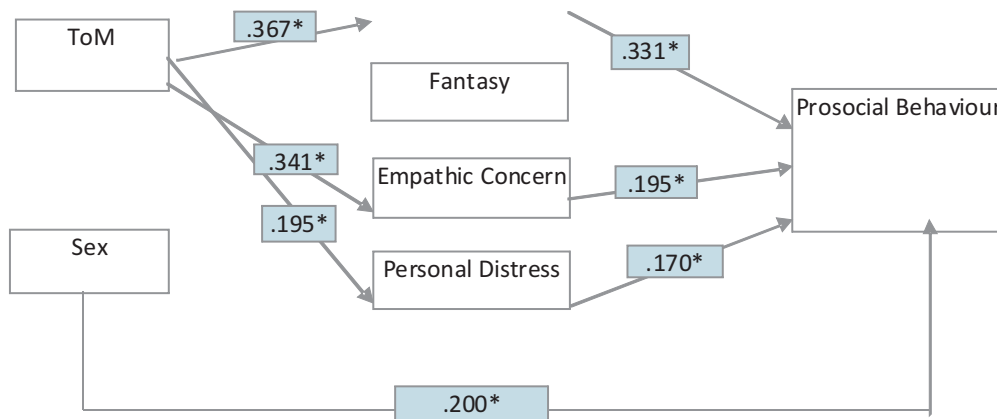 ToM
.367*
.331*
Fantasy
Prosocial Behaviour
.341*
Empathic Concern
.195*
.195*
Sex
Personal Distress
.170*
.200*